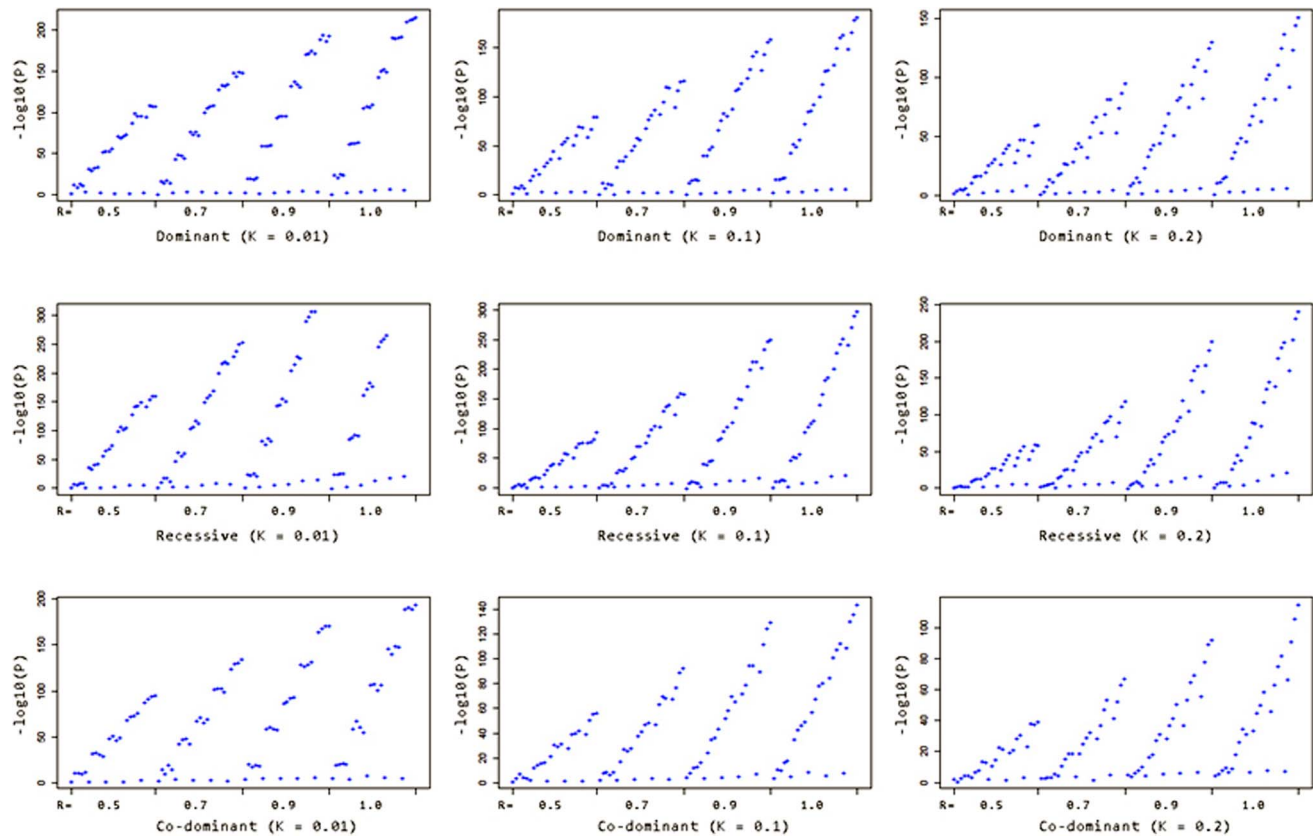 -log10(P)
200
150
100
50
0
R= 0.5 0.7 0.9 1.0
Dominant (K = 0.01)
-log10(P)
150
100
50
0
R= 0.5 0.7 0.9 1.0
Dominant (K = 0.1)
-log10(P)
150
100
50
0
R= 0.5 0.7 0.9 1.0
Dominant (K = 0.2)
-log10(P)
300
250
200
150
100
50
0
R= 0.5 0.7 0.9 1.0
Recessive (K = 0.01)
-log10(P)
300
250
200
150
100
50
0
R= 0.5 0.7 0.9 1.0
Recessive (K = 0.1)
-log10(P)
250
200
150
100
50
0
R= 0.5 0.7 0.9 1.0
Recessive (K = 0.2)
-log10(P)
200
150
100
50
0
R= 0.5 0.7 0.9 1.0
Co-dominant (K = 0.01)
-log10(P)
140
120
100
80
60
40
20
0
R= 0.5 0.7 0.9 1.0
Co-dominant (K = 0.1)
-log10(P)
100
80
60
40
20
0
R= 0.5 0.7 0.9 1.0
Co-dominant (K = 0.2)